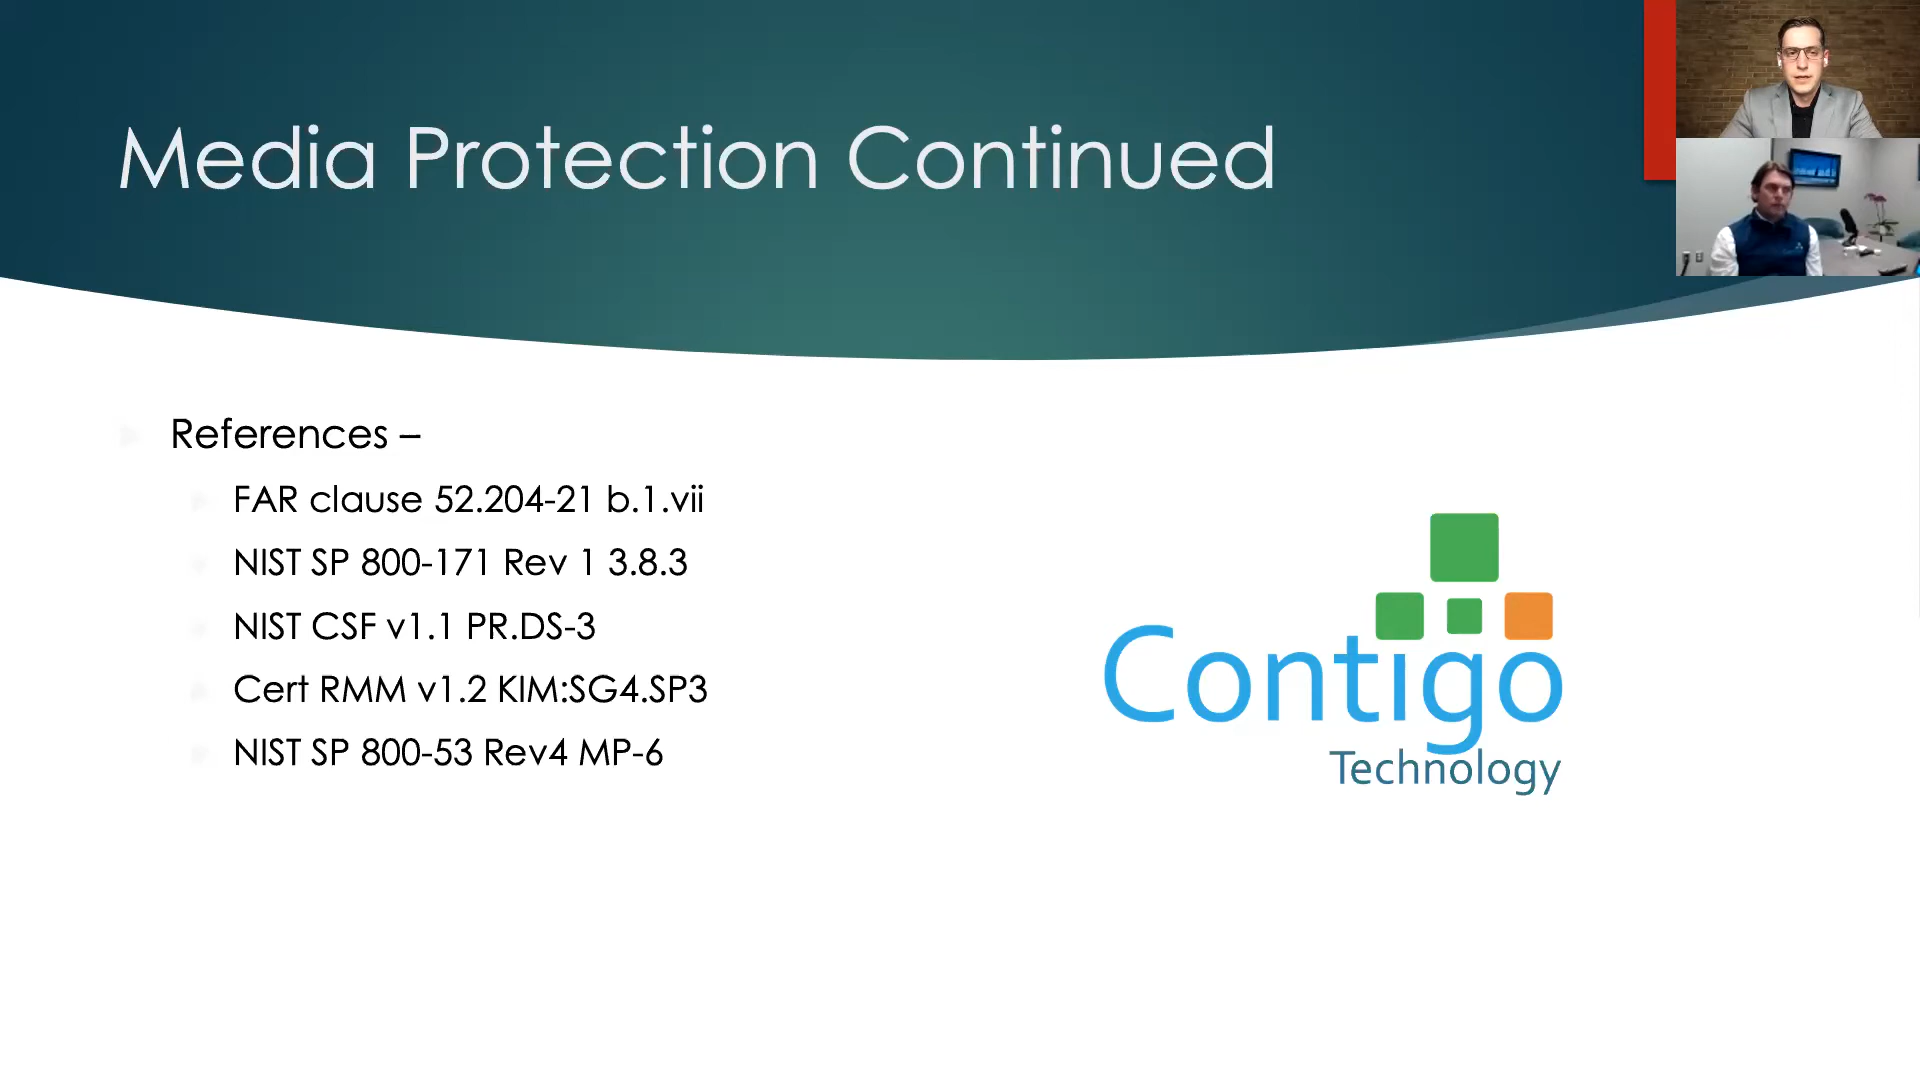 Media Protection Continued
References –
FAR clause 52.204-21 b.1.vii
NIST SP 800-171 Rev 1 3.8.3
NIST CSF v1.1 PR.DS-3
Cert RMM v1.2 KIM:SG4.SP3
NIST SP 800-53 Rev4 MP-6
Contigo
Technology